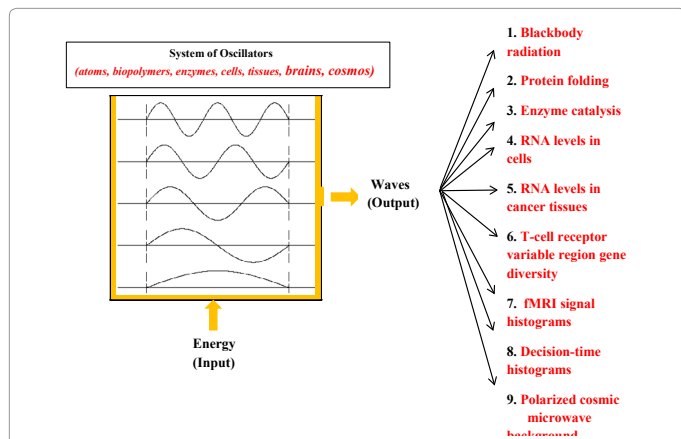 System of Oscillators
(atoms, biopolymers, enzymes, cells, tissues, brains, cosmos)
Waves
(Output)
Energy
(Input)
1. Blackbody
radiation
2. Protein folding
3. Enzyme catalysis
4. RNA levels in
cells
5. RNA levels in
cancer tissues
6. T-cell receptor
variable region gene
diversity
7. fMRI signal
histograms
8. Decision-time
histograms
9. Polarized cosmic
microwave
background